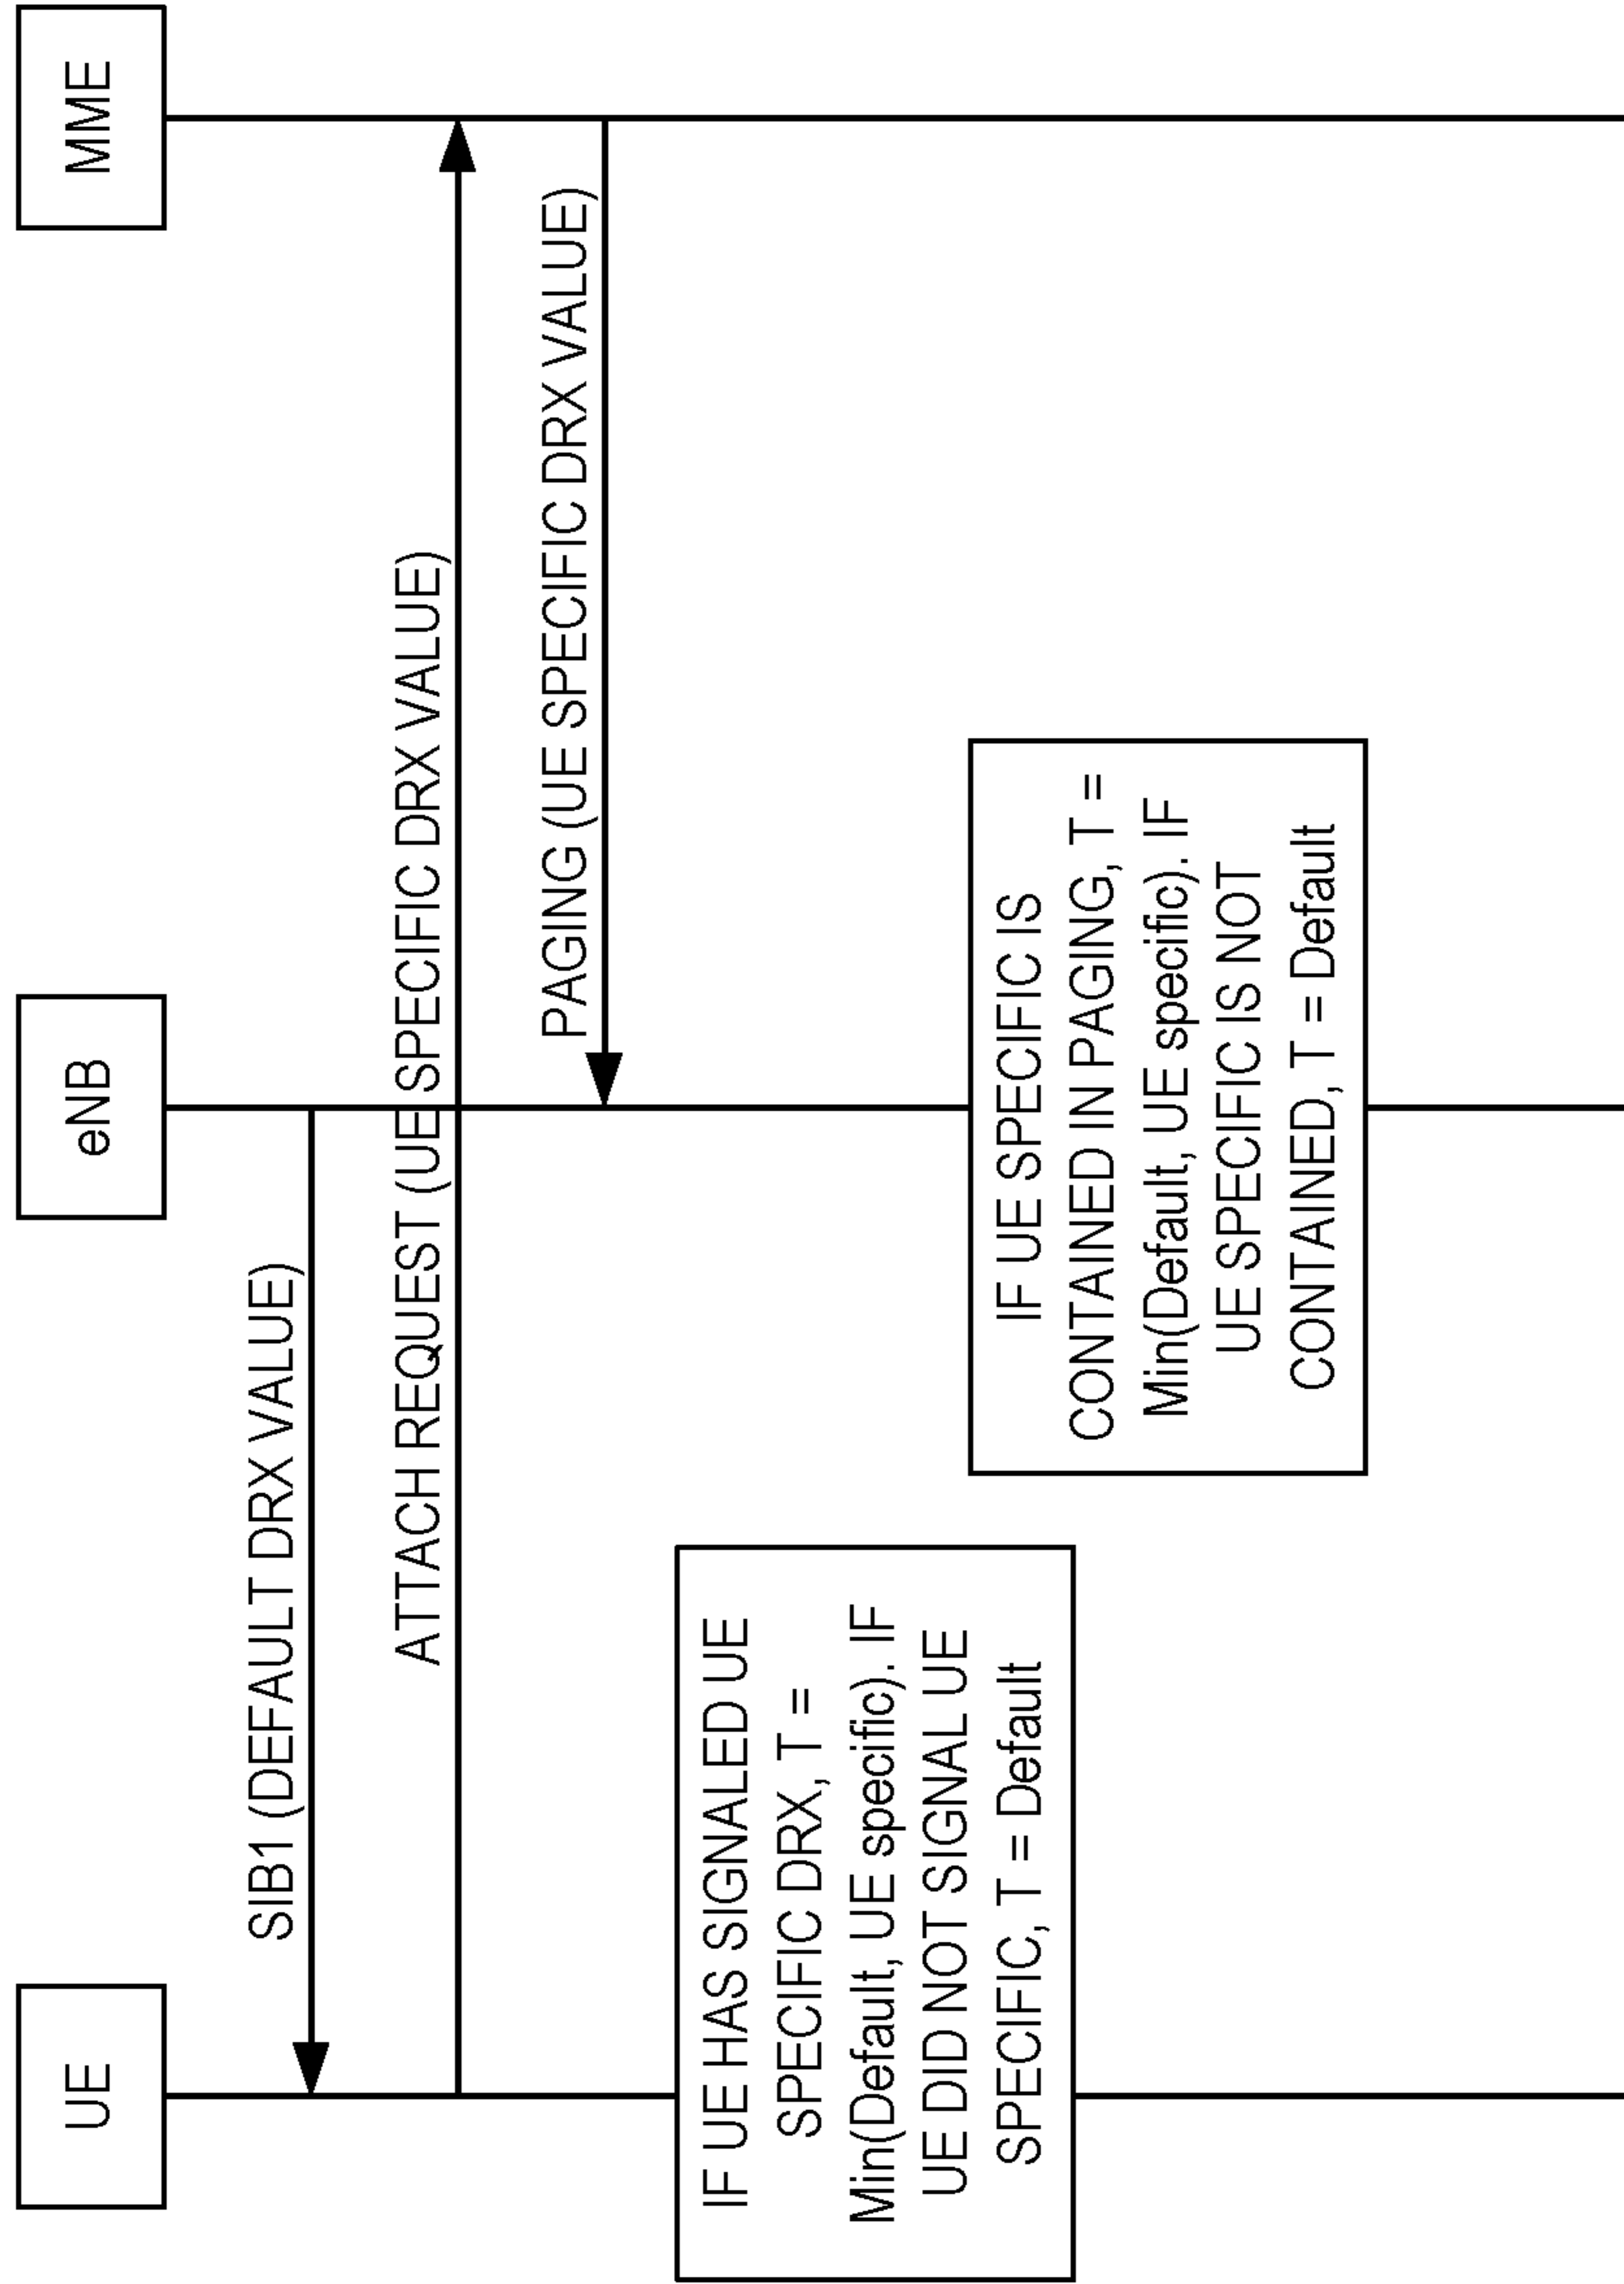 UE
eNB
MME
SIB1 (DEFAULT DRX VALUE)
ATTACH REQUEST (UE SPECIFIC DRX VALUE)
PAGING (UE SPECIFIC DRX VALUE)
IF UE HAS SIGNALED UE
SPECIFIC DRX, T =
Min(Default, UE specific). IF
UE DID NOT SIGNAL UE
SPECIFIC, T = Default
IF UE SPECIFIC IS
CONTAINED IN PAGING, T =
Min(Default, UE specific). IF
UE SPECIFIC IS NOT
CONTAINED, T = Default